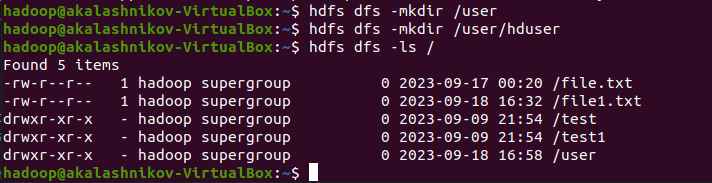 hadoop@akalashnikov-VirtualBox:~$ hdfs dfs -mkdir /user
hadoop@akalashnikov-VirtualBox:~$ hdfs dfs -mkdir /user/hduser
hadoop@akalashnikov-VirtualBox:~$ hdfs dfs -ls /
Found 5 items
-rw-r--r--   1 hadoop supergroup          0 2023-09-17 00:20 /file.txt
-rw-r--r--   1 hadoop supergroup          0 2023-09-18 16:32 /file1.txt
drwxr-xr-x   - hadoop supergroup          0 2023-09-09 21:54 /test
drwxr-xr-x   - hadoop supergroup          0 2023-09-09 21:54 /test1
drwxr-xr-x   - hadoop supergroup          0 2023-09-18 16:58 /user
hadoop@akalashnikov-VirtualBox:~$